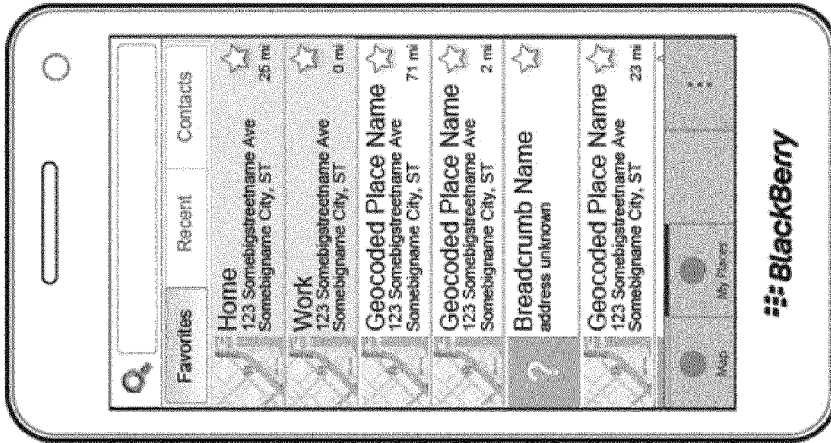 Favorites
Recent
Contacts
Home
123 Somebigstreetname Ave
Somebigname City, ST
25 mi
Work
123 Somebigstreetname Ave
Somebigname City, ST
0 mi
Geocoded Place Name
123 Somebigstreetname Ave
Somebigname City, ST
71 mi
Geocoded Place Name
123 Somebigstreetname Ave
Somebigname City, ST
2 mi
Breadcrumb Name
address unknown
?
Geocoded Place Name
123 Somebigstreetname Ave
Somebigname City, ST
23 mi
Map
My Places
...
BlackBerry